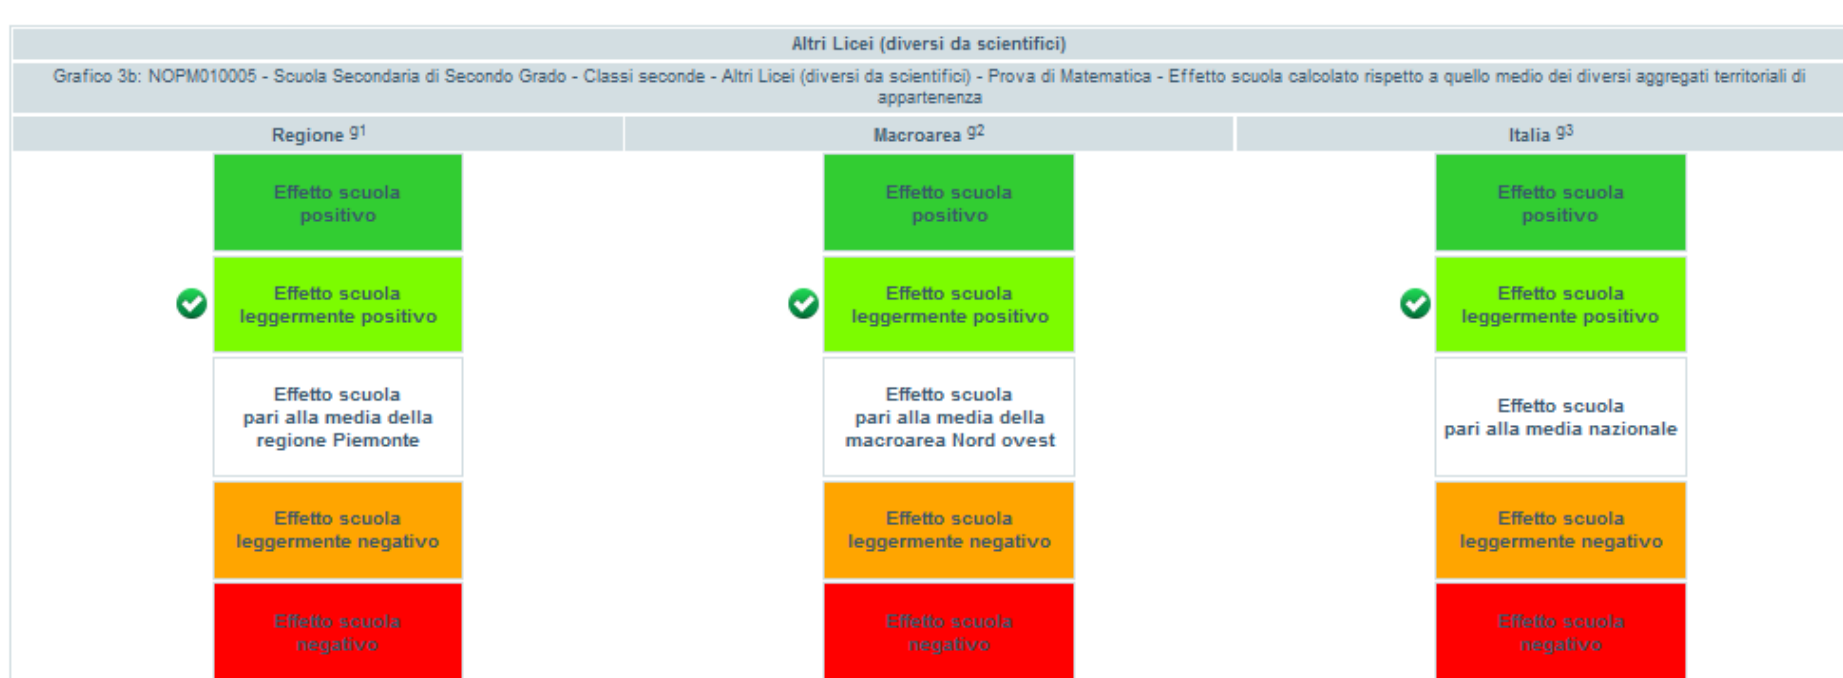 Altri Licei (diversi da scientifici)
Grafico 3b: NOPM010005 - Scuola Secondaria di Secondo Grado - Classi seconde - Altri Licei (diversi da scientifici) - Prova di Matematica - Effetto scuola calcolato rispetto a quello medio dei diversi aggregati territoriali di
appartenenza
Regione g1
Macroarea g2
Italia g3
Effetto scuola
positivo
Effetto scuola
positivo
Effetto scuola
positivo
Effetto scuola
leggermente positivo
Effetto scuola
leggermente positivo
Effetto scuola
leggermente positivo
Effetto scuola
pari alla media della
regione Piemonte
Effetto scuola
pari alla media della
macroarea Nord ovest
Effetto scuola
pari alla media nazionale
Effetto scuola
leggermente negativo
Effetto scuola
leggermente negativo
Effetto scuola
leggermente negativo
Effetto scuola
negativo
Effetto scuola
negativo
Effetto scuola
negativo